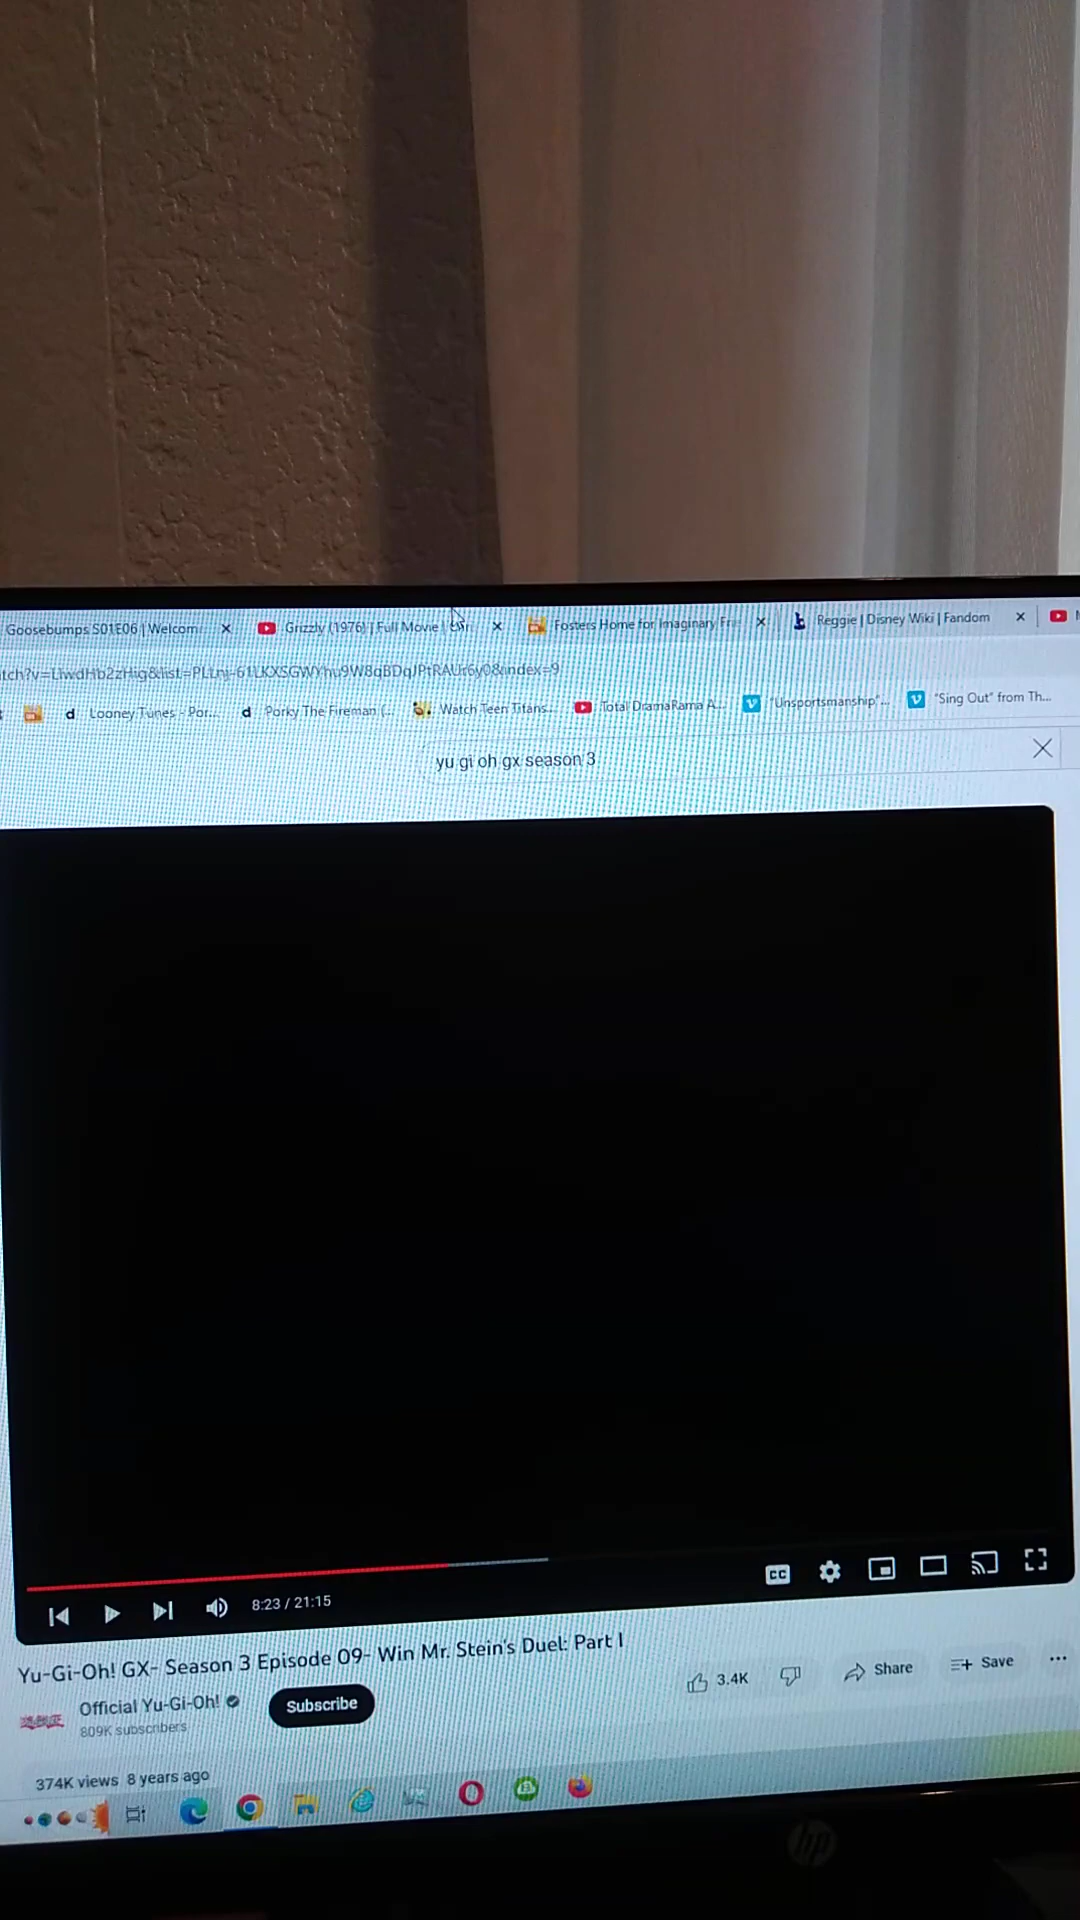 Goosebumps S01E06 | Welcom
Grizzly (1976) | Full Movie |
Fosters Home for Imaginary Fr
Reggie | Disney Wiki | Fandom
Looney Tunes - Por...
Porky The Fireman (...
Watch Teen Titans...
Total DramaRama A...
"Unsportsmanship"...
"Sing Out" from Th...
yu gi oh gx season 3
CC
8:23 / 21:15
Yu-Gi-Oh! GX- Season 3 Episode 09- Win Mr. Stein's Duel: Part I
Official Yu-Gi-Oh!
809K subscribers
Subscribe
3.4K
Share
Save
374K views 8 years ago
hp